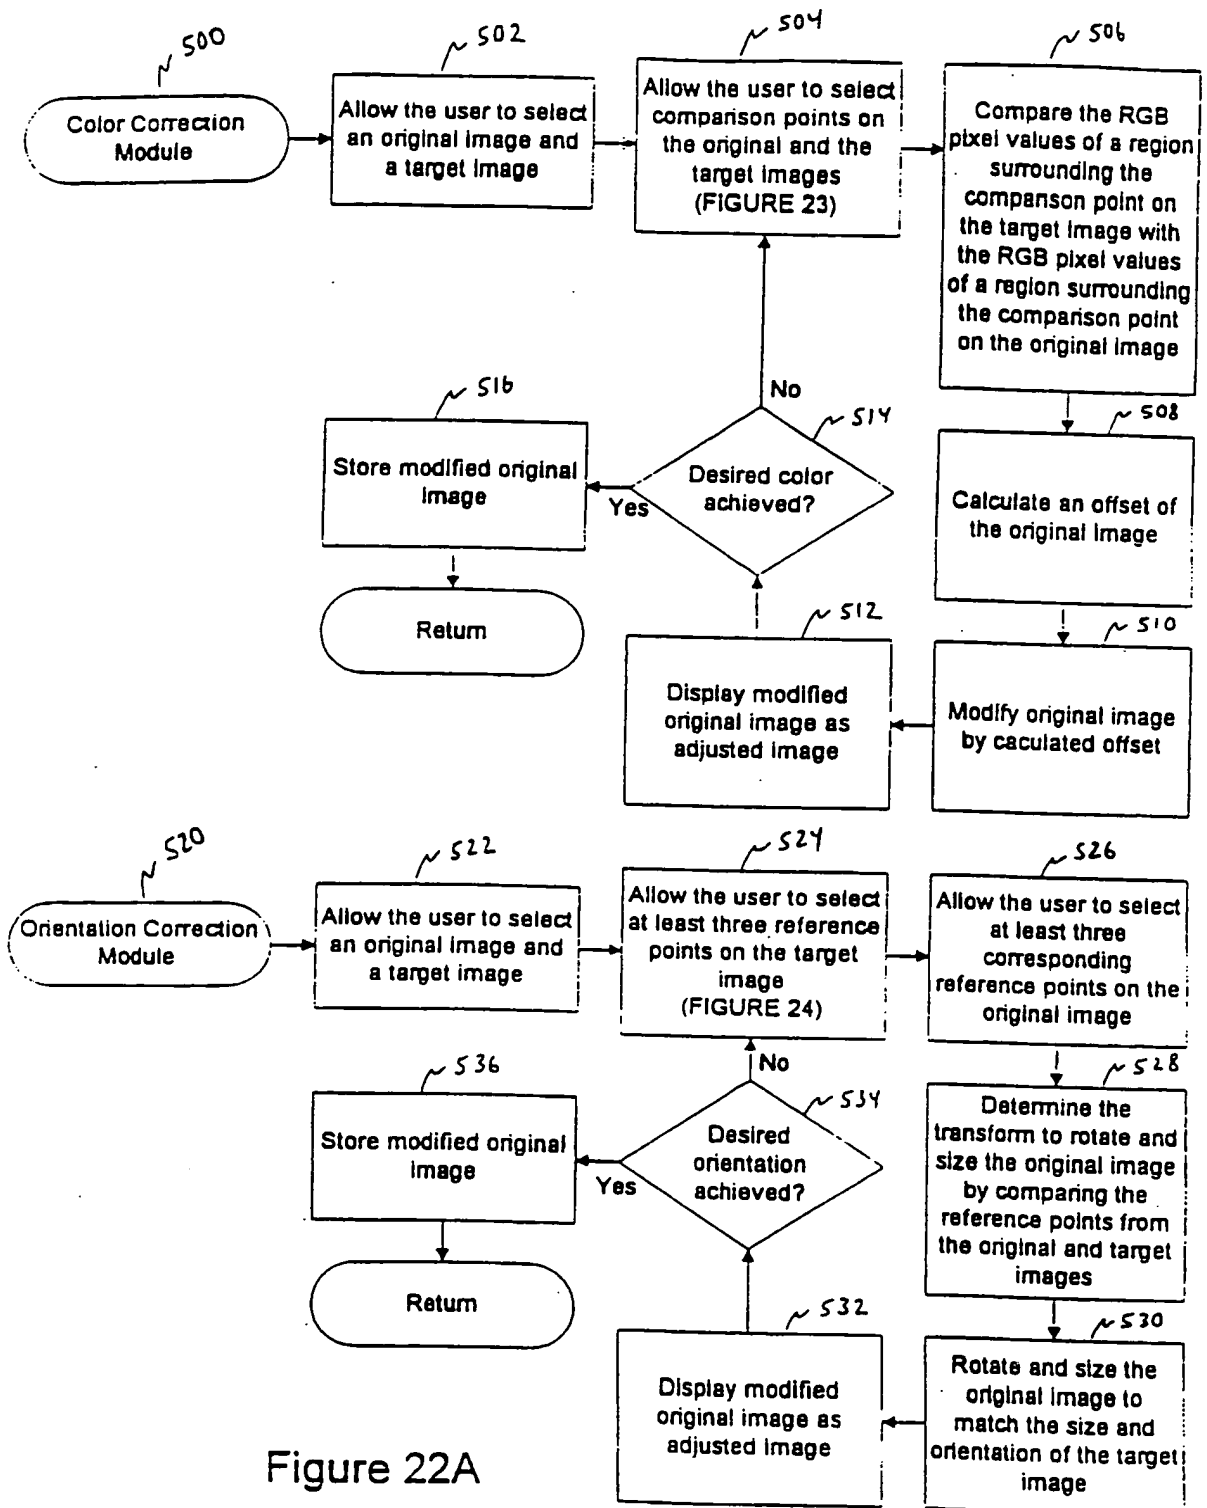 500
Color Correction
Module
502
Allow the user to select
an original image and
a target image
504
Allow the user to select
comparison points on
the original and the
target images
(FIGURE 23)
506
Compare the RGB
pixel values of a region
surrounding the
comparison point on
the target image with
the RGB pixel values
of a region surrounding
the comparison point
on the original image
508
Calculate an offset of
the original image
510
Modify original image
by caculated offset
512
Display modified
original image as
adjusted image
514
Desired color
achieved?
No
Yes
516
Store modified original
image
Return
520
Orientation Correction
Module
522
Allow the user to select
an original image and
a target image
524
Allow the user to select
at least three reference
points on the target
image
(FIGURE 24)
526
Allow the user to select
at least three
corresponding
reference points on the
original image
528
Determine the
transform to rotate and
size the original image
by comparing the
reference points from
the original and target
images
530
Rotate and size the
original image to
match the size and
orientation of the target
image
532
Display modified
original image as
adjusted image
534
Desired
orientation
achieved?
No
Yes
536
Store modified original
image
Return
Figure 22A